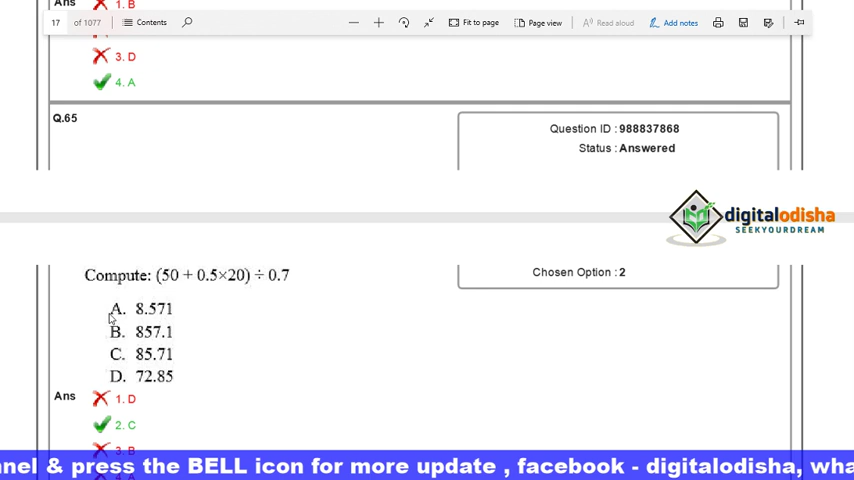 Ans
1. B
17 of 1077 Contents Fit to page Page view Read aloud Add notes
3. D
4. A
Q.65
Question ID : 988837868
Status : Answered
digitalodisha
SEEKYOURDREAM
Compute: (50 + 0.5×20) ÷ 0.7
Chosen Option : 2
A. 8.571
B. 857.1
C. 85.71
D. 72.85
Ans
1. D
2. C
3. B
nnel & press the BELL icon for more update , facebook - digitalodisha, wha